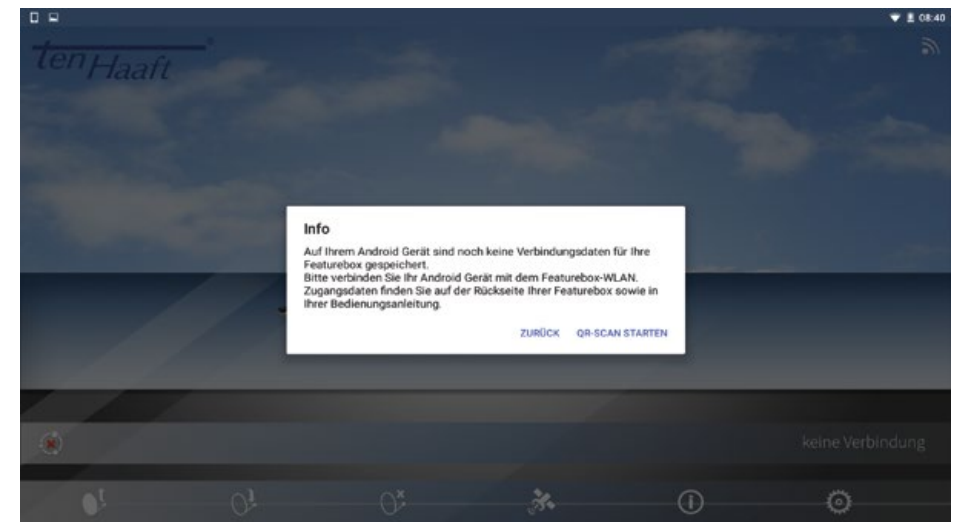 08:40
ten Haaft®
Info
Auf Ihrem Android Gerät sind noch keine Verbindungsdaten für Ihre
Featurebox gespeichert.
Bitte verbinden Sie Ihr Android Gerät mit dem Featurebox-WLAN.
Zugangsdaten finden Sie auf der Rückseite Ihrer Featurebox sowie in
Ihrer Bedienungsanleitung.
ZURÜCK QR-SCAN STARTEN
keine Verbindung